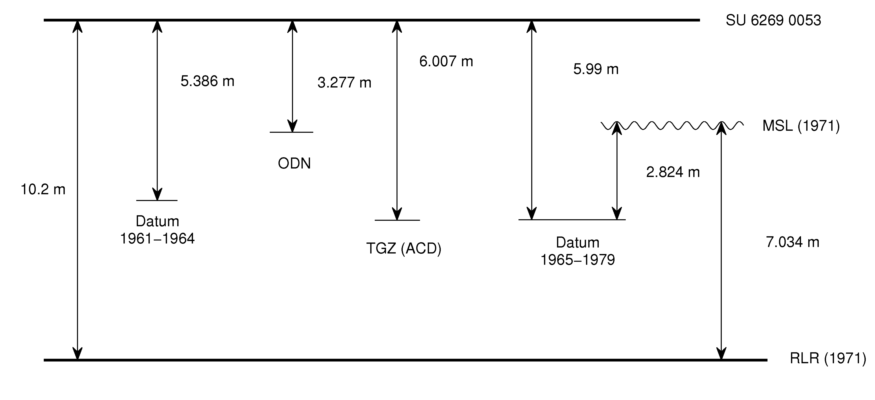 SU 6269 0053
6.007 m
5.99 m
5.386 m
3.277 m
MSL (1971)
ODN
2.824 m
10.2 m
Datum
1961−1964
TGZ (ACD)
Datum
1965−1979
7.034 m
RLR (1971)